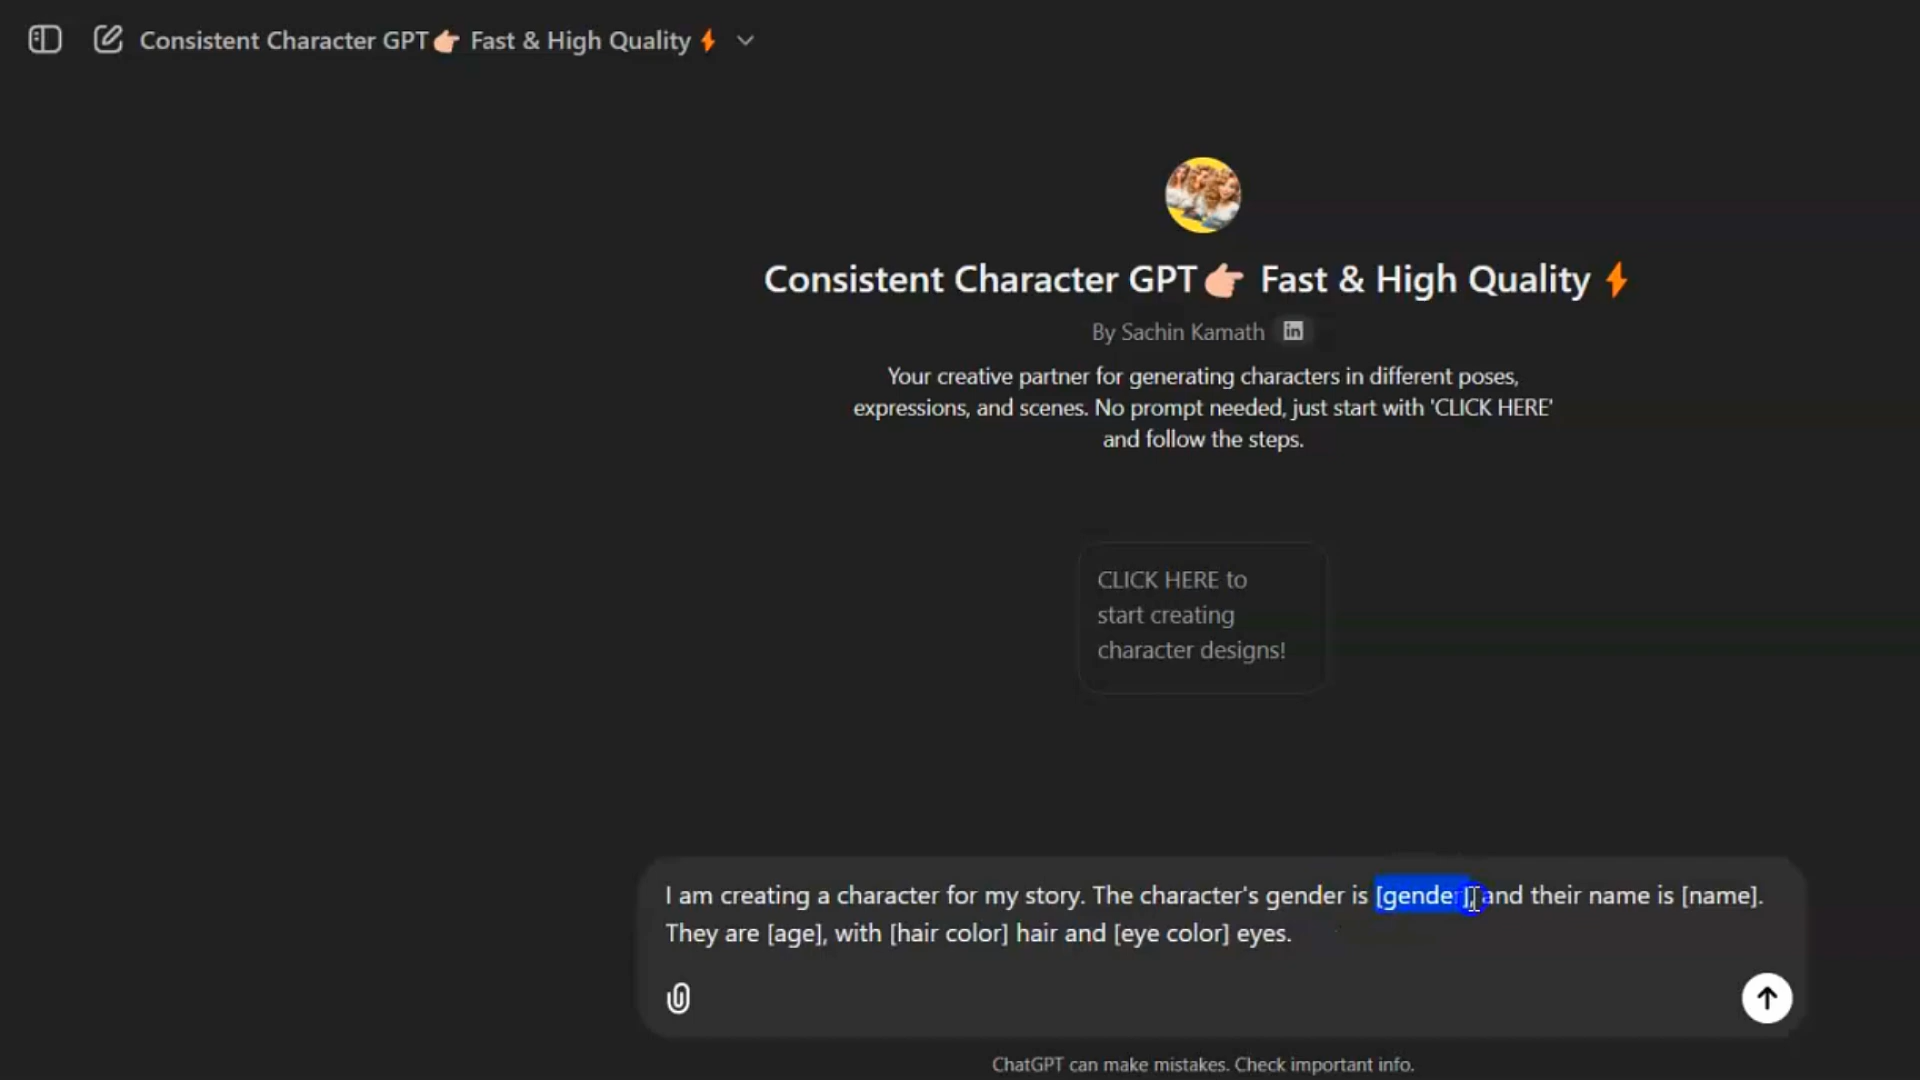 Consistent Character GPT👉🏻 Fast & High Quality⚡
Consistent Character GPT👉🏻 Fast & High Quality⚡
By Sachin Kamath in
Your creative partner for generating characters in different poses,
expressions, and scenes. No prompt needed, just start with 'CLICK HERE'
and follow the steps.
CLICK HERE to
start creating
character designs!
I am creating a character for my story. The character's gender is [gender], and their name is [name].
They are [age], with [hair color] hair and [eye color] eyes.
ChatGPT can make mistakes. Check important info.